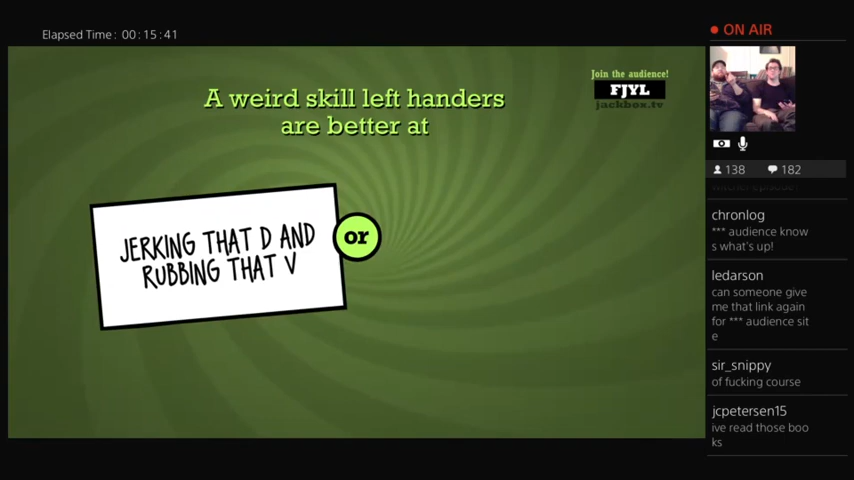 Elapsed Time: 00:15:41
ON AIR
A weird skill left handers
are better at
Join the audience!
FJYL
jackbox.tv
JERKING THAT D AND
RUBBING THAT V
or
138
182
chronlog
*** audience know
s what's up!
ledarson
can someone give
me that link again
for *** audience sit
e
sir_snippy
of fucking course
jcpetersen15
ive read those boo
ks